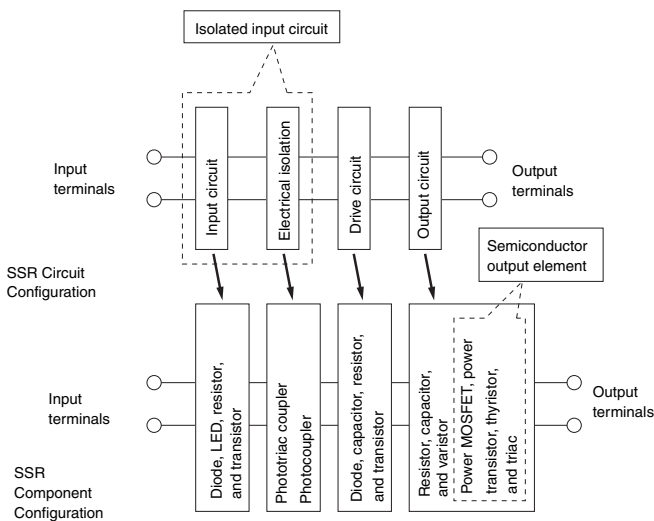 Isolated input circuit
Input
terminals
Input circuit
Electrical isolation
Drive circuit
Output circuit
Output
terminals
Semiconductor
output element
SSR Circuit
Configuration
Input
terminals
Diode, LED, resistor,
and transistor
Phototriac coupler
Photocoupler
Diode, capacitor, resistor,
and transistor
Resistor, capacitor,
and varistor
Power MOSFET, power
transistor, thyristor,
and triac
Output
terminals
SSR
Component
Configuration